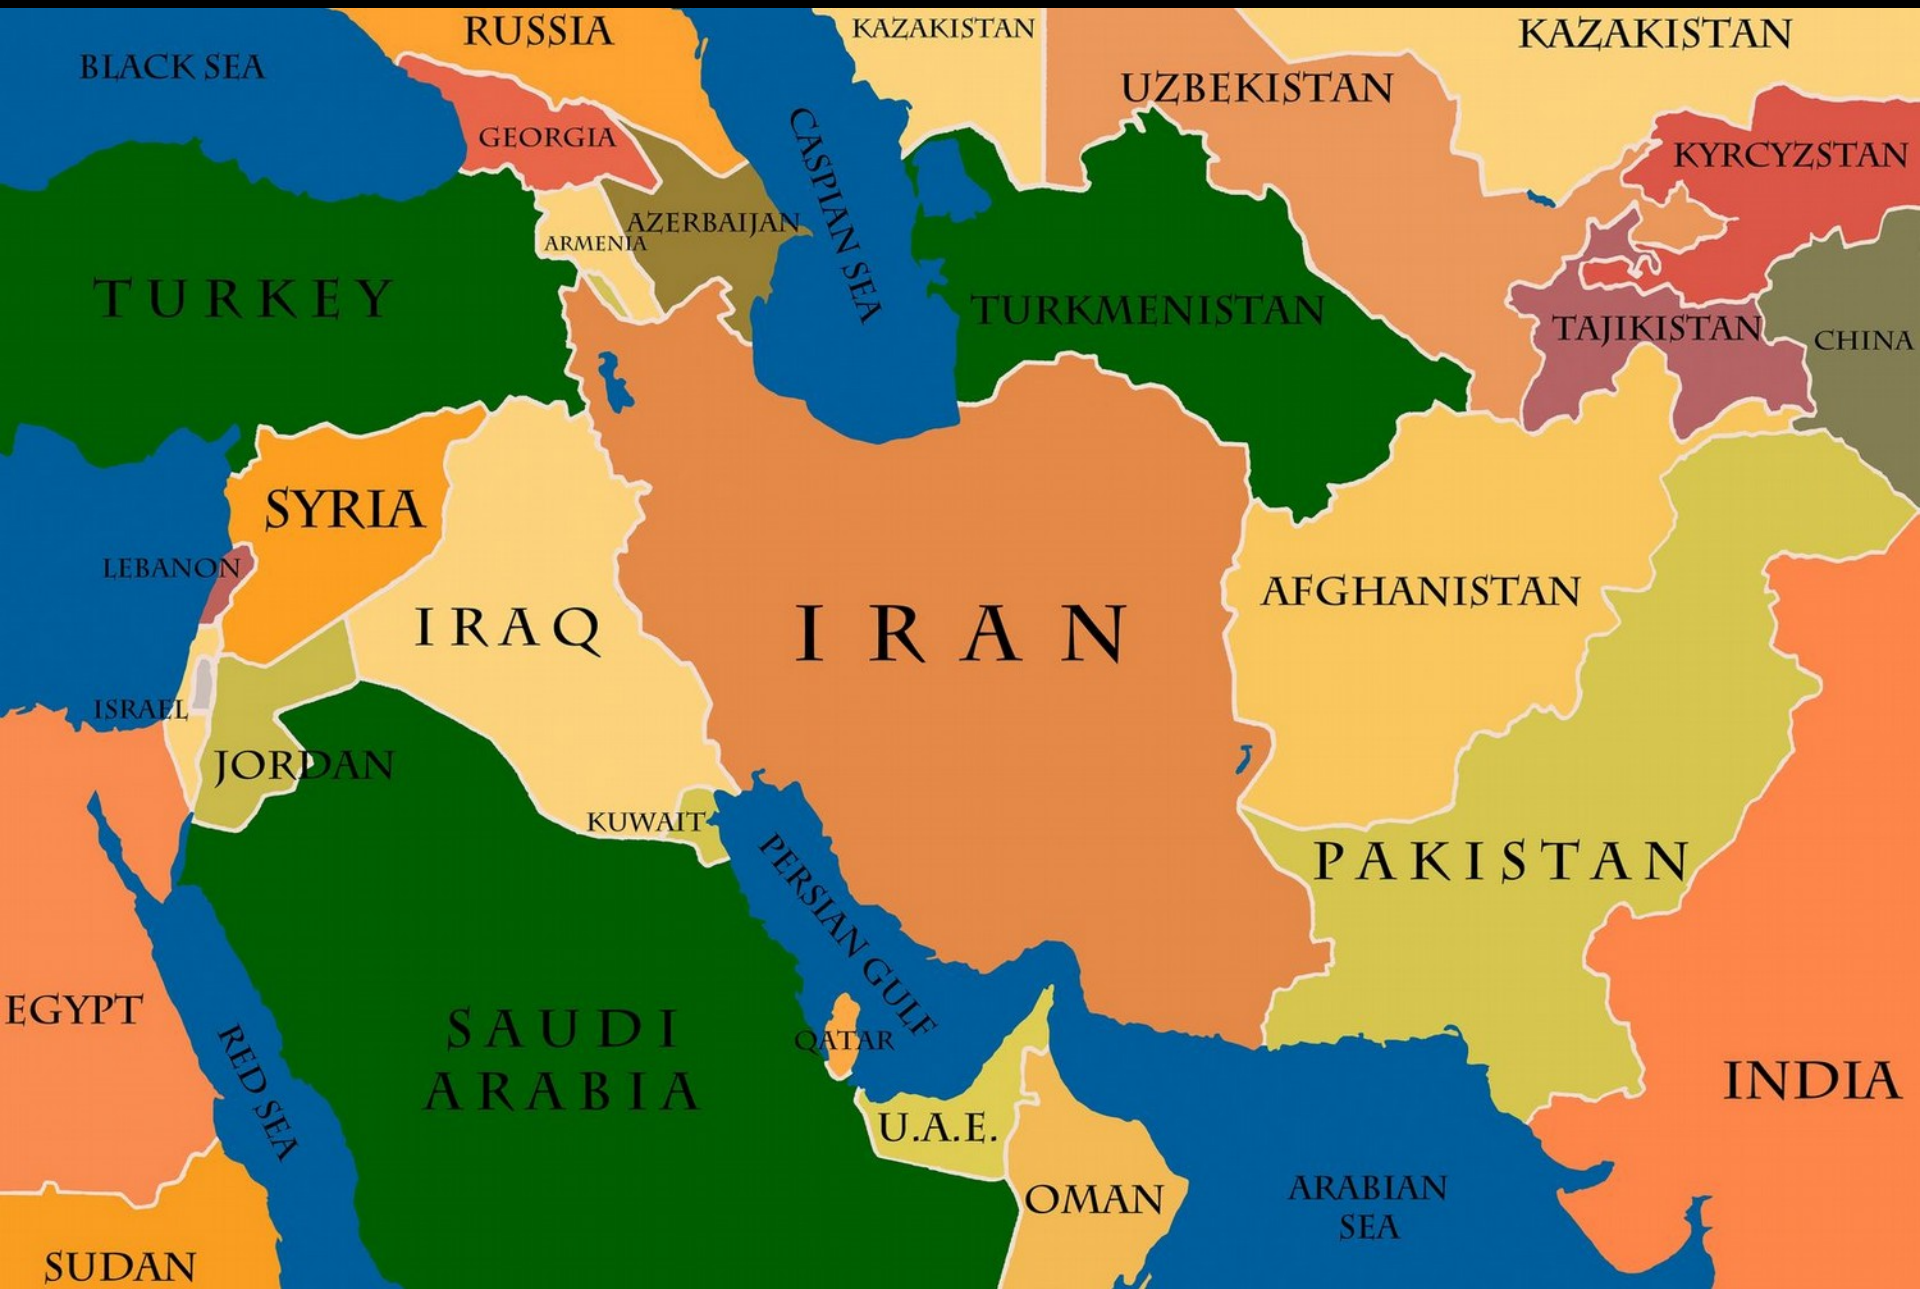 RUSSIA
KAZAKISTAN
KAZAKISTAN
BLACK SEA
UZBEKISTAN
GEORGIA
CASPIAN SEA
KYRCYZSTAN
AZERBAIJAN
ARMENIA
TURKEY
TURKMENISTAN
TAJIKISTAN
CHINA
SYRIA
LEBANON
IRAQ
IRAN
AFGHANISTAN
ISRAEL
JORDAN
KUWAIT
PERSIAN GULF
PAKISTAN
EGYPT
RED SEA
SAUDI
ARABIA
QATAR
U.A.E.
INDIA
OMAN
ARABIAN
SEA
SUDAN